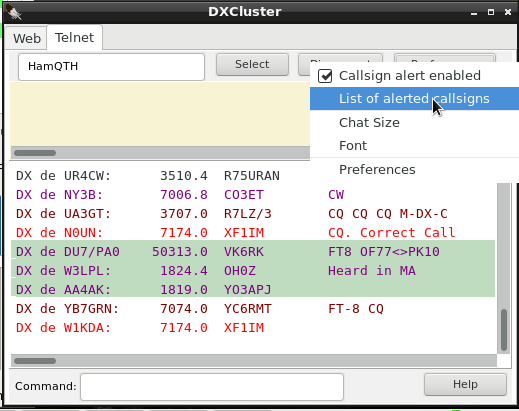 DXCluster
Web Telnet
HamQTH Select
Callsign alert enabled
List of alerted callsigns
Chat Size
Font
Preferences
DX de UR4CW: 3510.4 R75URAN
DX de NY3B: 7006.8 CO3ET CW
DX de UA3GT: 3707.0 R7LZ/3 CQ CQ CQ M-DX-C
DX de N0UN: 7174.0 XF1IM CQ. Correct Call
DX de DU7/PA0 50313.0 VK6RK FT8 OF77<>PK10
DX de W3LPL: 1824.4 OH0Z Heard in MA
DX de AA4AK: 1819.0 YO3APJ
DX de YB7GRN: 7074.0 YC6RMT FT-8 CQ
DX de W1KDA: 7174.0 XF1IM
Command: Help